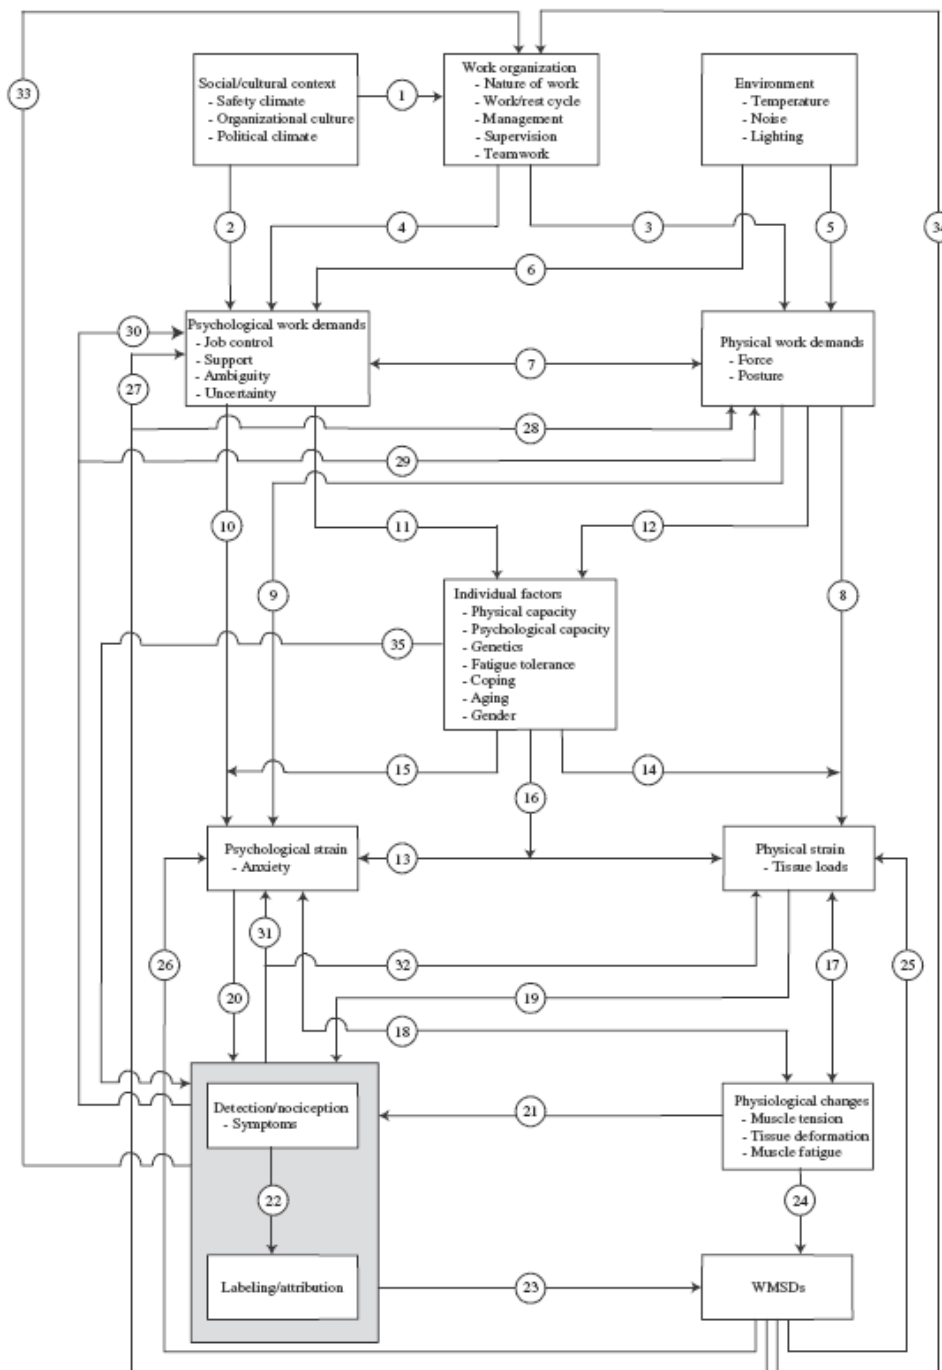 33
Social/cultural context
- Safety climate
- Organizational culture
- Political climate
1
Work organization
- Nature of work
- Work/rest cycle
- Management
- Supervision
- Teamwork
Environment
- Temperature
- Noise
- Lighting
2
4
3
5
34
6
30
Psychological work demands
- Job control
- Support
- Ambiguity
- Uncertainty
27
7
Physical work demands
- Force
- Posture
28
29
10
11
12
9
8
Individual factors
- Physical capacity
- Psychological capacity
- Genetics
- Fatigue tolerance
- Coping
- Aging
- Gender
35
15
14
16
Psychological strain
- Anxiety
13
Physical strain
- Tissue loads
31
26
32
17
25
20
19
18
Detection/nociception
- Symptoms
21
Physiological changes
- Muscle tension
- Tissue deformation
- Muscle fatigue
22
24
Labeling/attribution
23
WMSDs